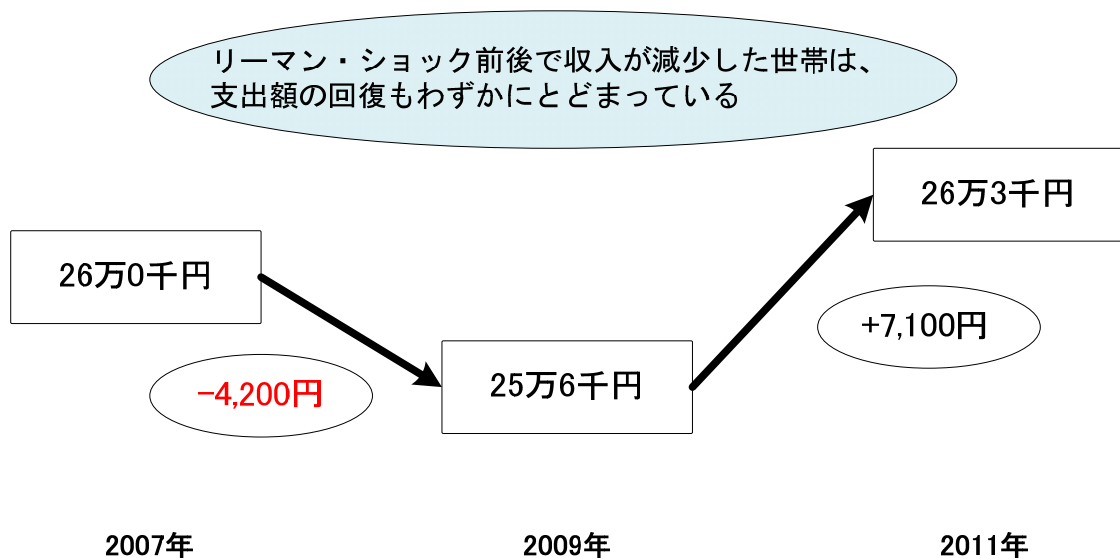 リーマン・ショック前後で収入が減少した世帯は、
支出額の回復もわずかにとどまっている
26万3千円
26万0千円
+7,100円
25万6千円
−4,200円
2007年
2009年
2011年